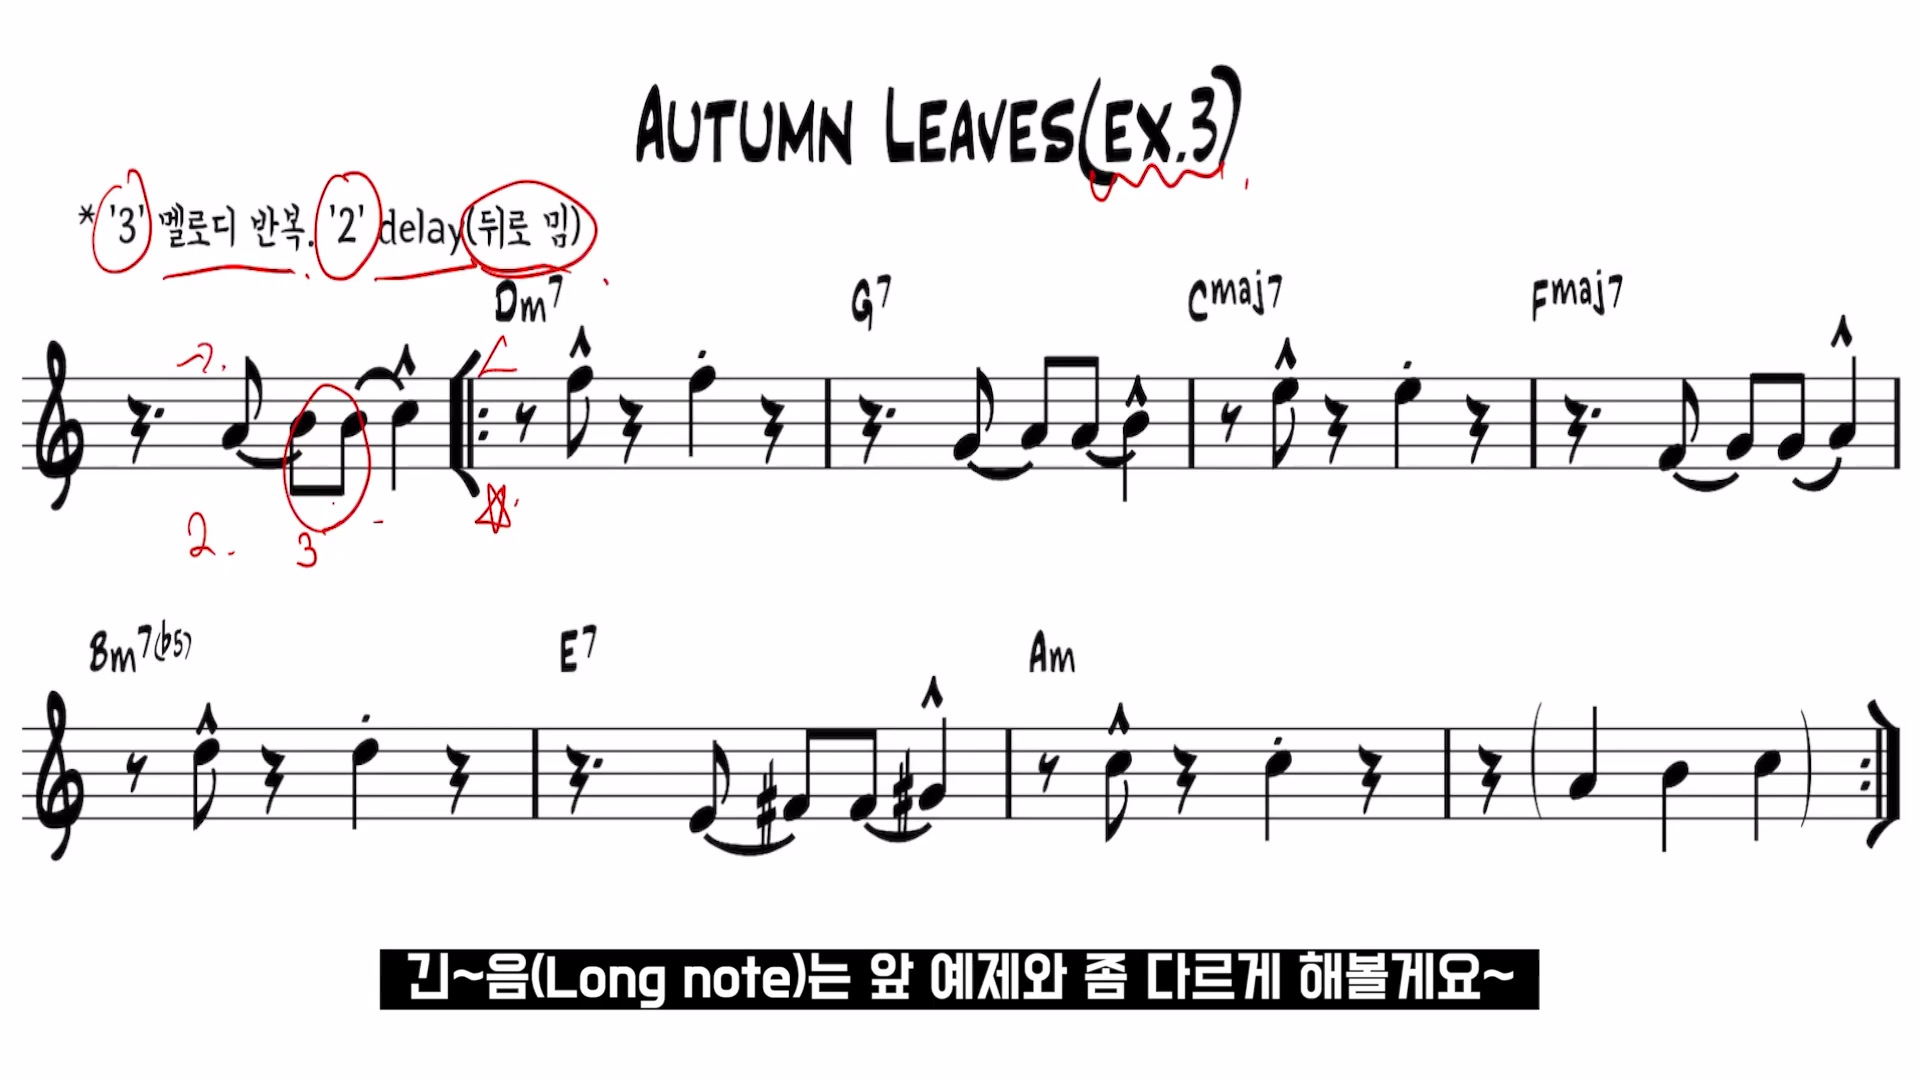 AUTUMN LEAVES(EX.3)
* '3' 멜로디 반복. '2' delay(뒤로 밈)
Dm7 G7 Cmaj7 Fmaj7
2. 3
Bm7(b5) E7 Am
긴~음(Long note)는 앞 예제와 좀 다르게 해볼게요~